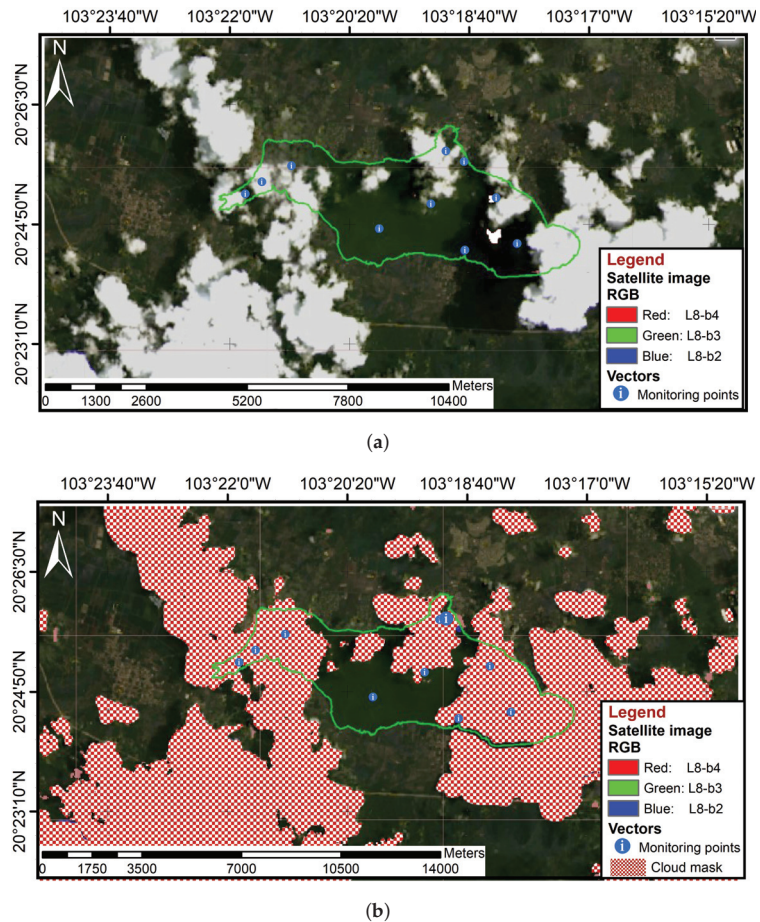 103°23'40"W 103°22'0"W 103°20'20"W 103°18'40"W 103°17'0"W 103°15'20"W
N
20°26'30"N
20°24'50"N
20°23'10"N
Legend
Satellite image
RGB
Red: L8-b4
Green: L8-b3
Blue: L8-b2
Vectors
Monitoring points
Meters
0 1300 2600 5200 7800 10400
(a)
103°23'40"W 103°22'0"W 103°20'20"W 103°18'40"W 103°17'0"W 103°15'20"W
N
20°26'30"N
20°24'50"N
20°23'10"N
Legend
Satellite image
RGB
Red: L8-b4
Green: L8-b3
Blue: L8-b2
Vectors
Monitoring points
Cloud mask
Meters
0 1750 3500 7000 10500 14000
(b)